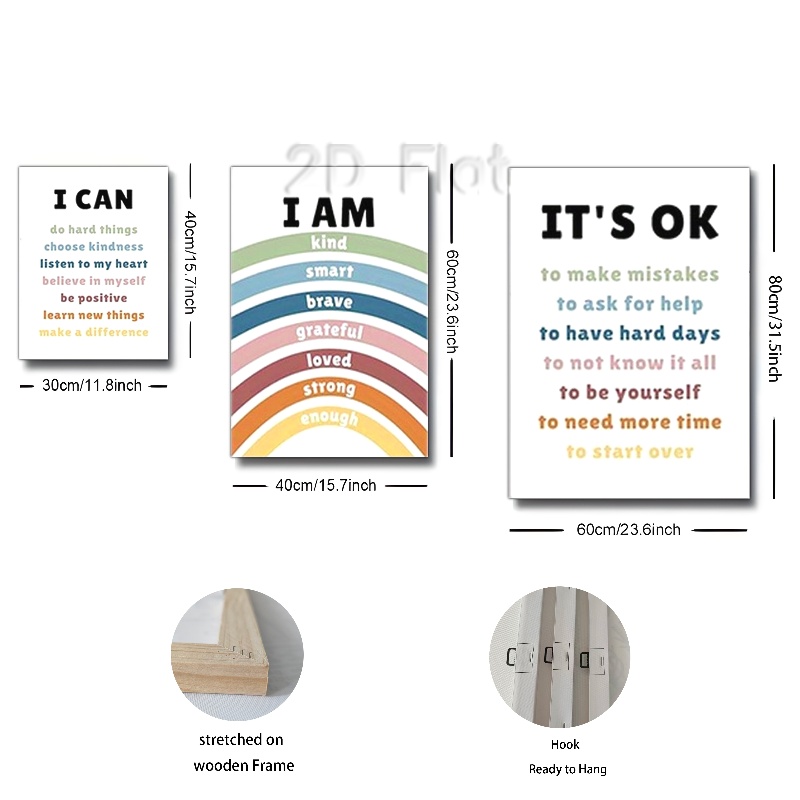 2D Flat
I CAN
do hard things
choose kindness
listen to my heart
believe in myself
be positive
learn new things
make a difference
40cm/15.7inch
30cm/11.8inch
I AM
kind
smart
brave
grateful
loved
strong
enough
60cm/23.6inch
40cm/15.7inch
IT'S OK
to make mistakes
to ask for help
to have hard days
to not know it all
to be yourself
to need more time
to start over
80cm/31.5inch
60cm/23.6inch
stretched on
wooden Frame
Hook
Ready to Hang